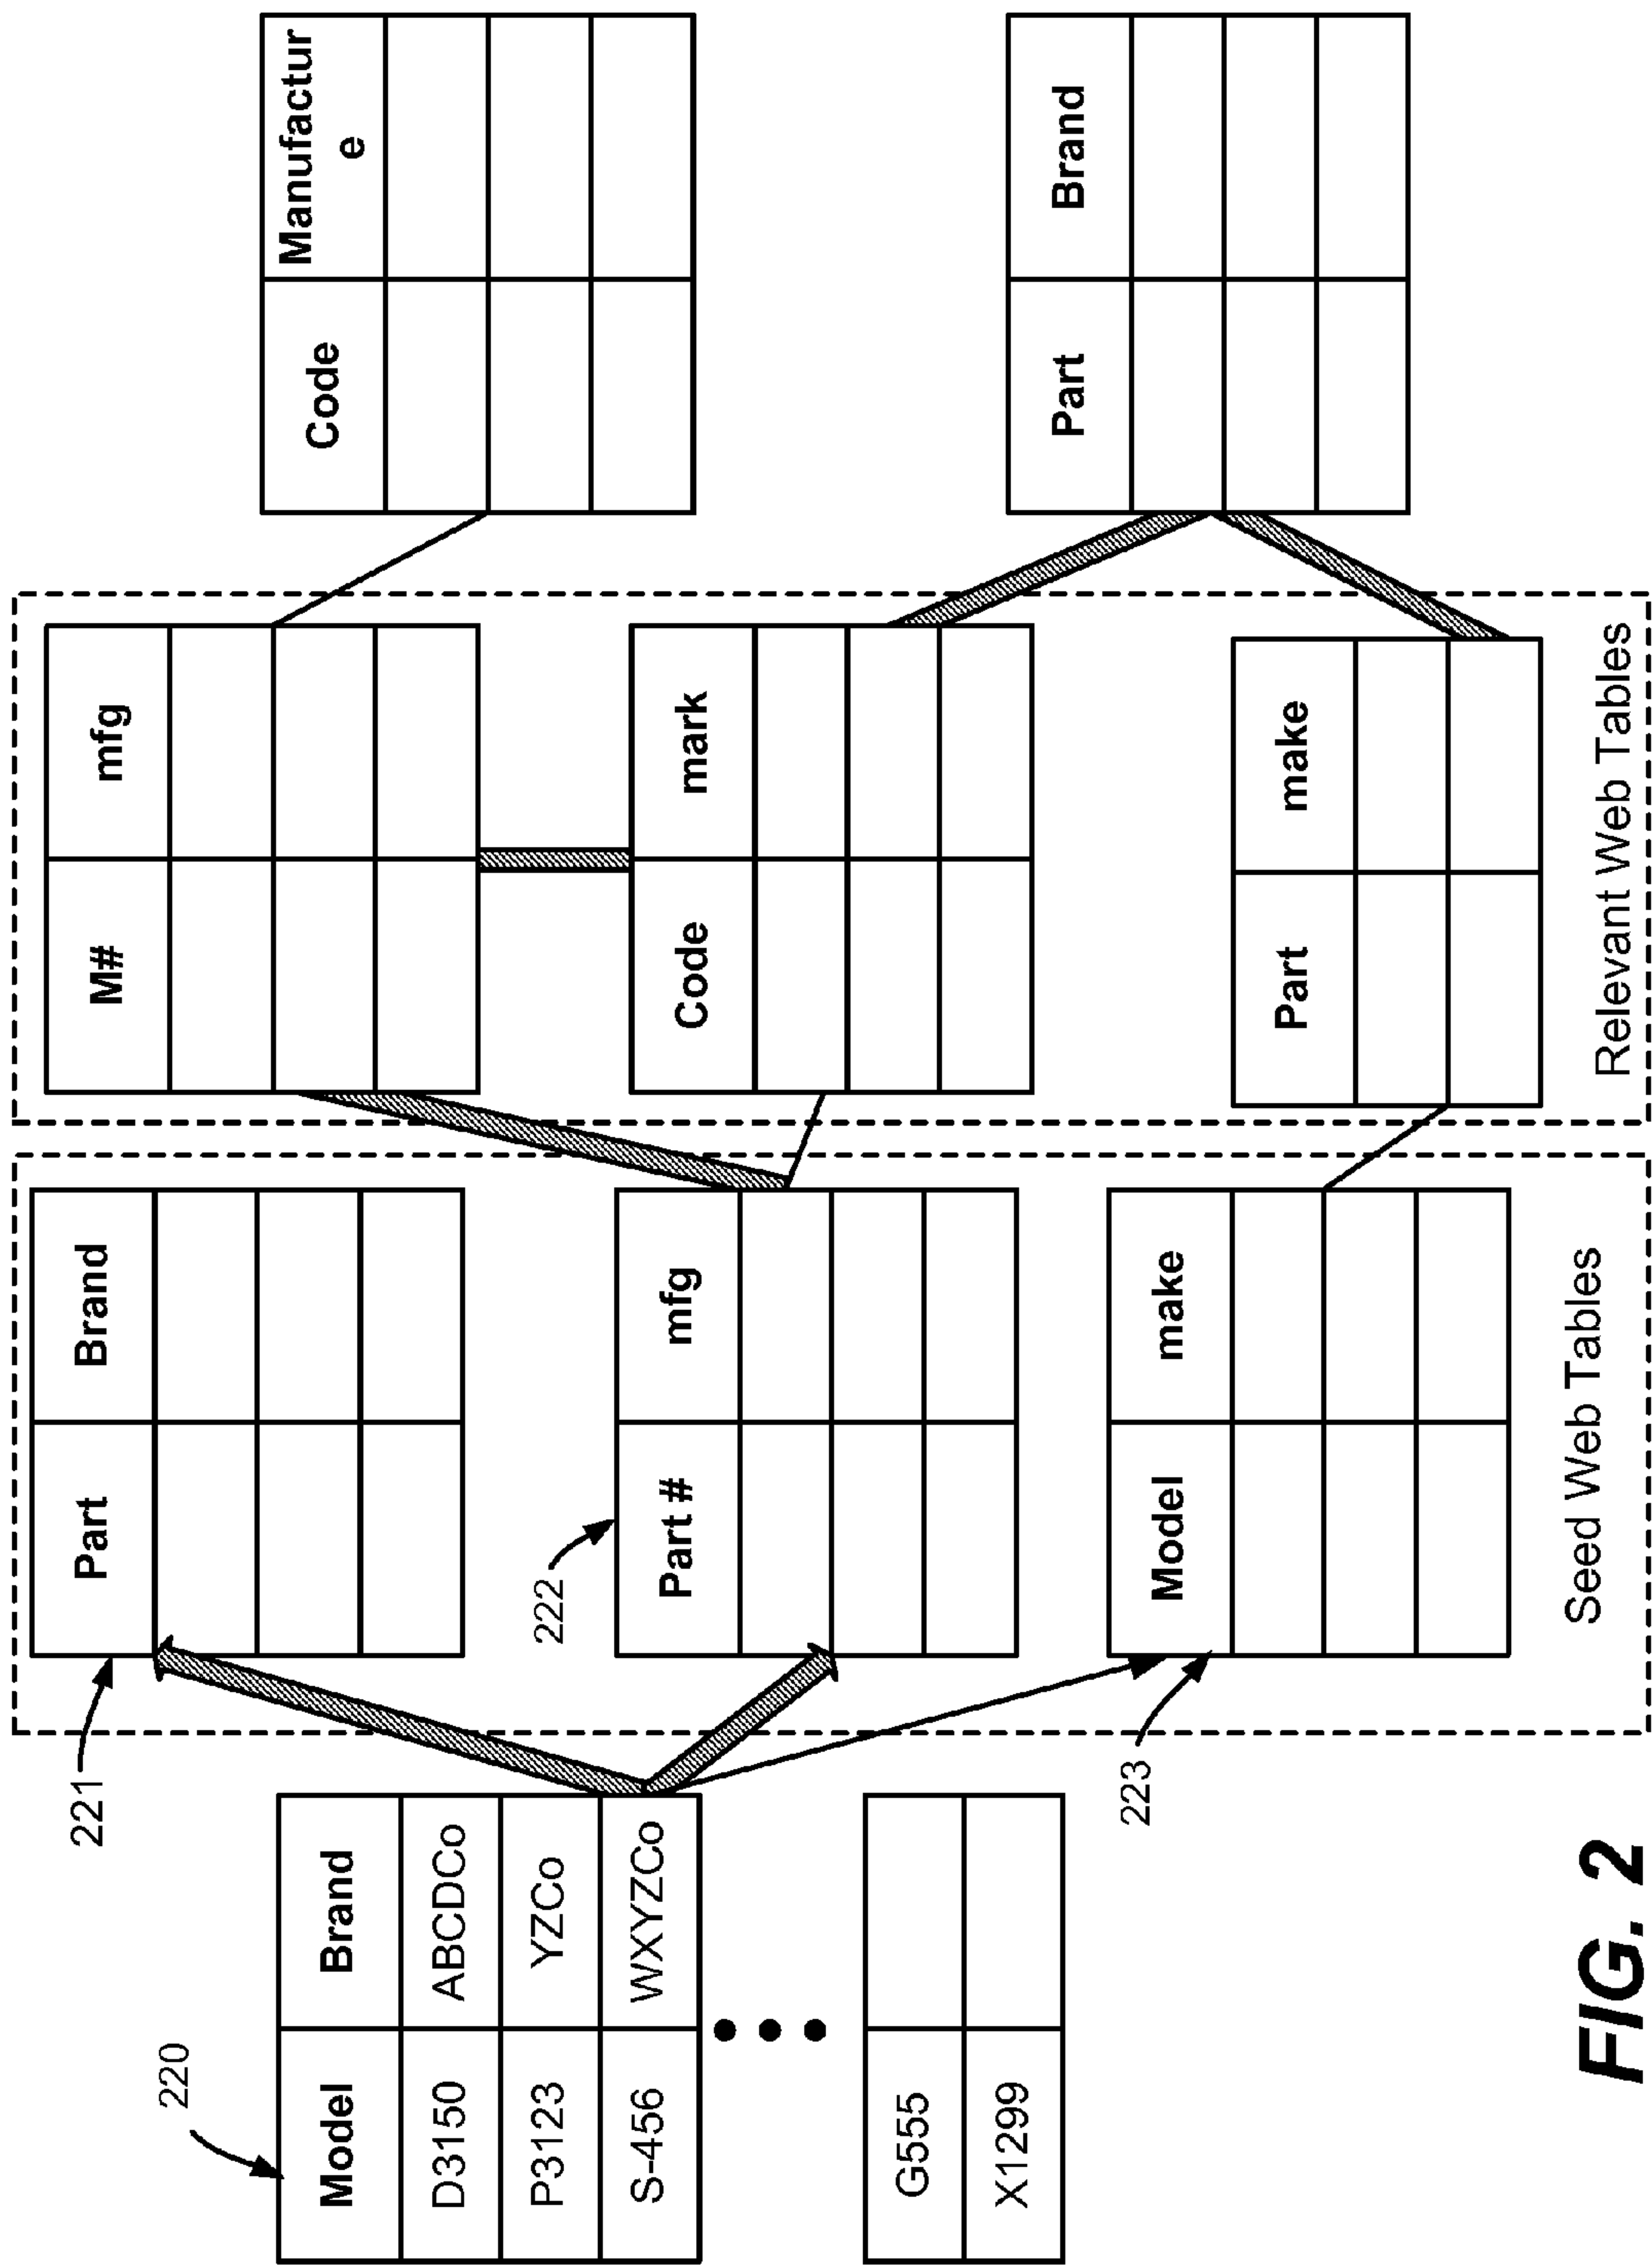 220
Model Brand
D3150 ABCDCo
P3123 YZCo
S-456 WXYZCo
G555
X1299
221
Part Brand
222
Part # mfg
223
Model make
Seed Web Tables
M# mfg
Code mark
Part make
Relevant Web Tables
Code Manufactur
e
Part Brand
FIG. 2